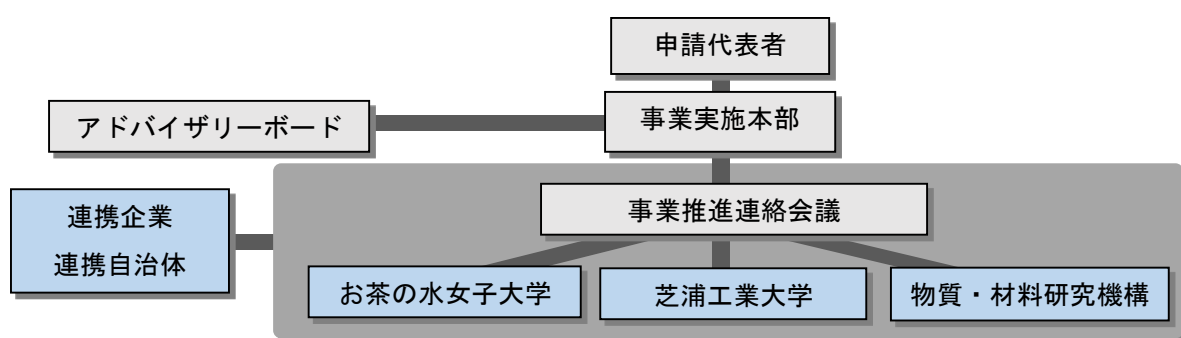 申請代表者
アドバイザリーボード
事業実施本部
連携企業
連携自治体
事業推進連絡会議
お茶の水女子大学
芝浦工業大学
物質・材料研究機構